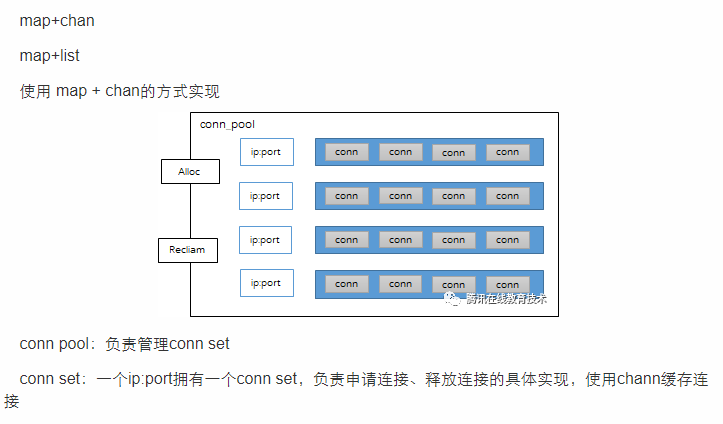 map+chan
map+list
使用 map + chan的方式实现
conn_pool
ip:port conn conn conn conn
Alloc
ip:port conn conn conn conn
Recliam
ip:port conn conn conn conn
ip:port conn conn conn conn
腾讯在线教育技术
conn pool：负责管理conn set
conn set：一个ip:port拥有一个conn set，负责申请连接、释放连接的具体实现，使用chann缓存连
接